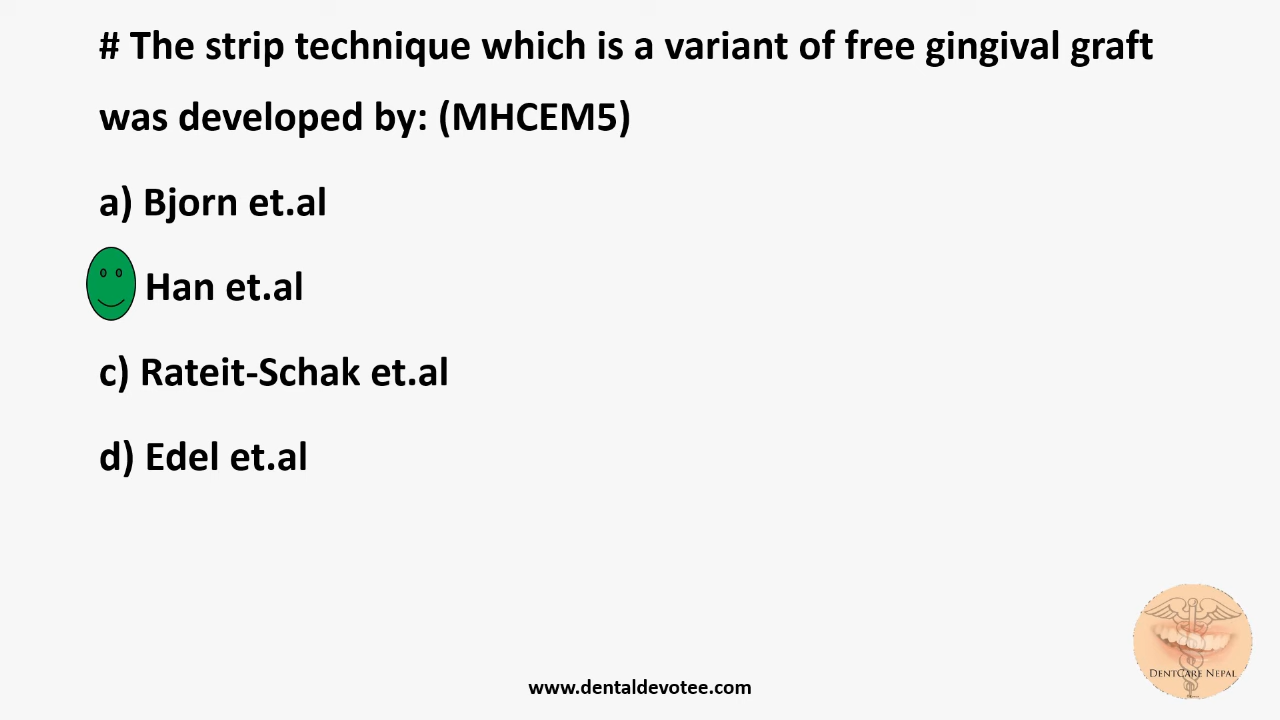 # The strip technique which is a variant of free gingival graft
was developed by: (MHCEM5)
a) Bjorn et.al
Han et.al
c) Rateit-Schak et.al
d) Edel et.al
DENTCARE NEPAL
www.dentaldevotee.com